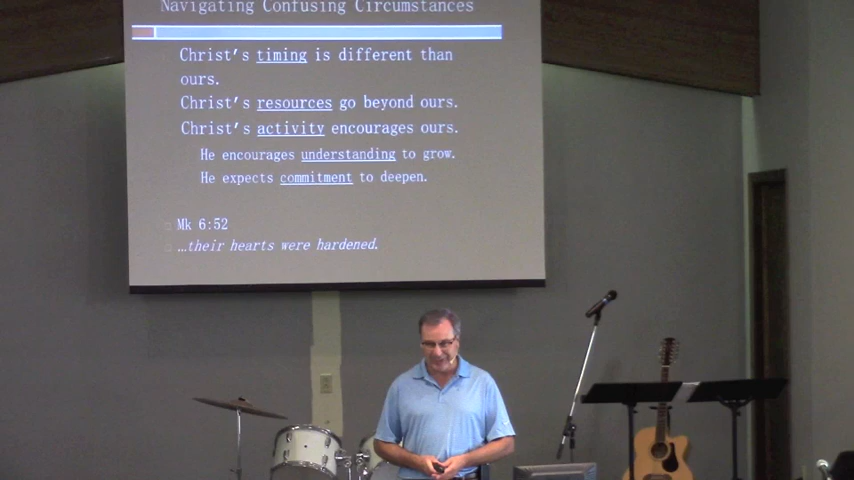 Navigating Confusing Circumstances
Christ's timing is different than
ours.
Christ's resources go beyond ours.
Christ's activity encourages ours.
He encourages understanding to grow.
He expects commitment to deepen.
Mk 6:52
…their hearts were hardened.